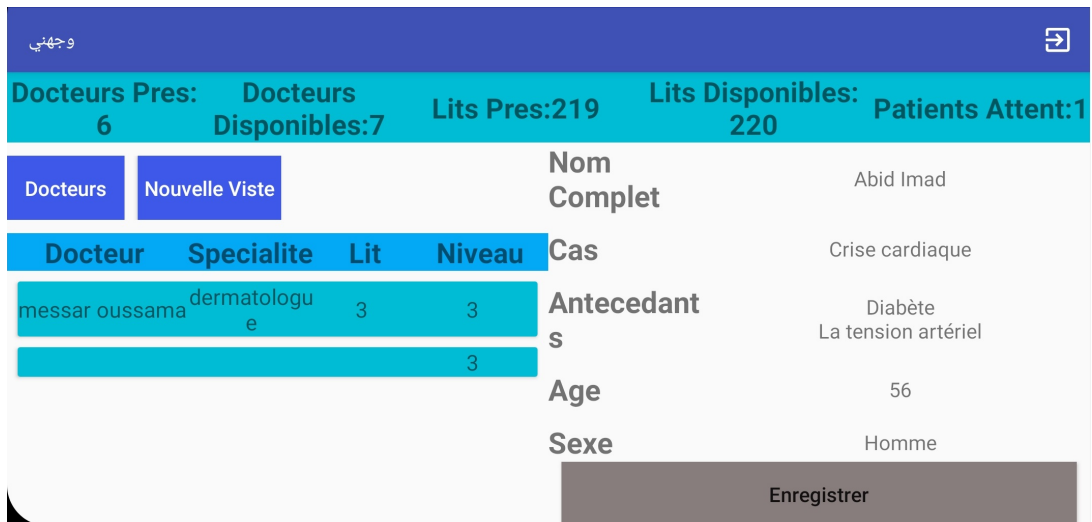 وجهني
Docteurs Pres:
6
Docteurs
Disponibles:7
Lits Pres:219
Lits Disponibles:
220
Patients Attent:1
Docteurs
Nouvelle Viste
Docteur Specialite Lit Niveau
messar oussama dermatologu
e 3 3
3
Nom
Complet
Abid Imad
Cas
Crise cardiaque
Antecedant
s
Diabète
La tension artériel
Age
56
Sexe
Homme
Enregistrer